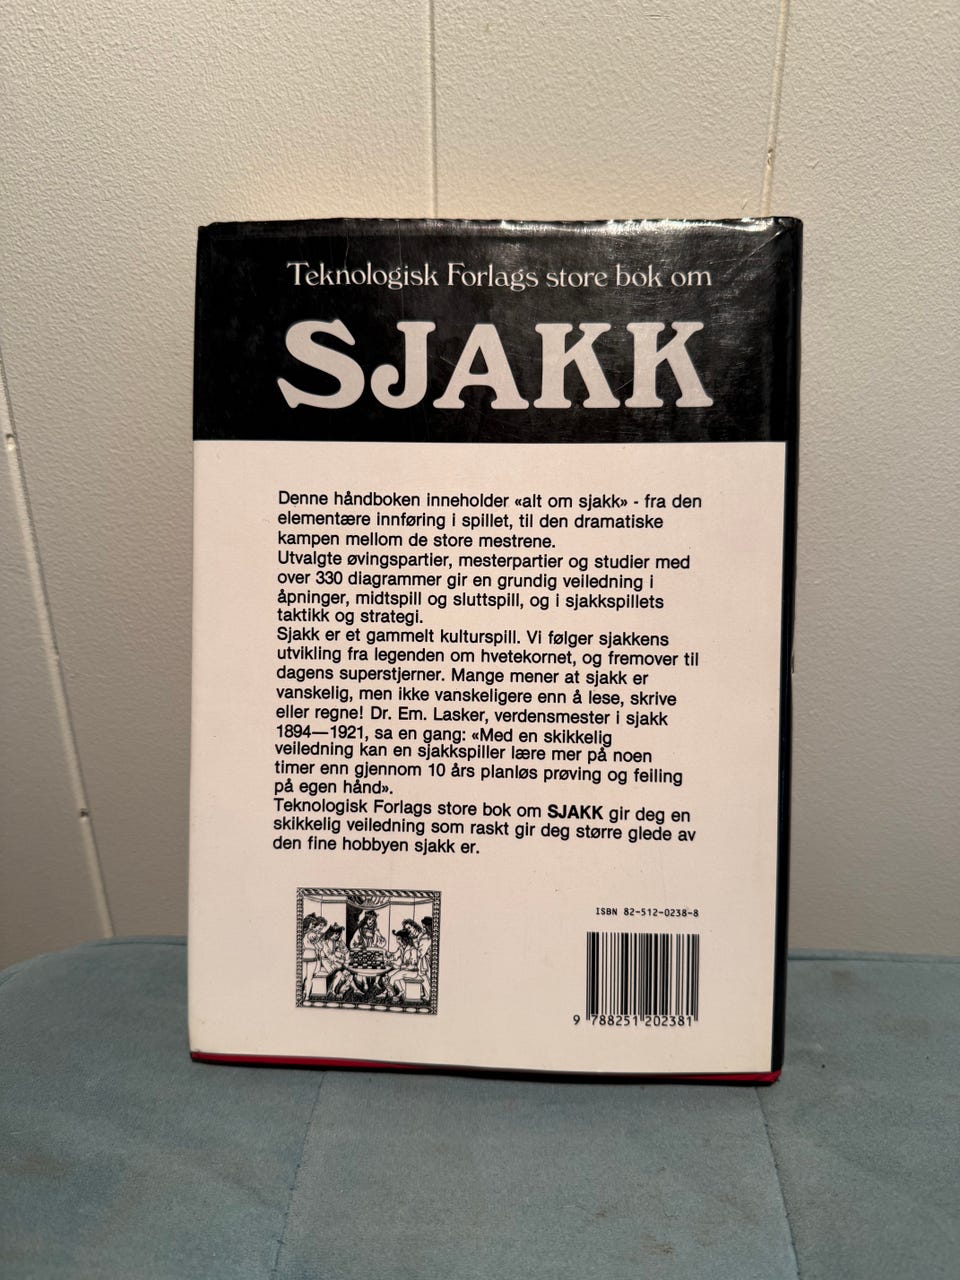 Teknologisk Forlags store bok om
SJAKK
Denne håndboken inneholder «alt om sjakk» - fra den
elementære innføring i spillet, til den dramatiske
kampen mellom de store mestrene.
Utvalgte øvingspartier, mesterpartier og studier med
over 330 diagrammer gir en grundig veiledning i
åpninger, midtspill og sluttspill, og i sjakkspillets
taktikk og strategi.
Sjakk er et gammelt kulturspill. Vi følger sjakkens
utvikling fra legenden om hvetekornet, og fremover til
dagens superstjerner. Mange mener at sjakk er
vanskelig, men ikke vanskeligere enn å lese, skrive
eller regne! Dr. Em. Lasker, verdensmester i sjakk
1894—1921, sa en gang: «Med en skikkelig
veiledning kan en sjakkspiller lære mer på noen
timer enn gjennom 10 års planløs prøving og feiling
på egen hånd».
Teknologisk Forlags store bok om SJAKK gir deg en
skikkelig veiledning som raskt gir deg større glede av
den fine hobbyen sjakk er.
ISBN 82-512-0238-8
9 788251 202381